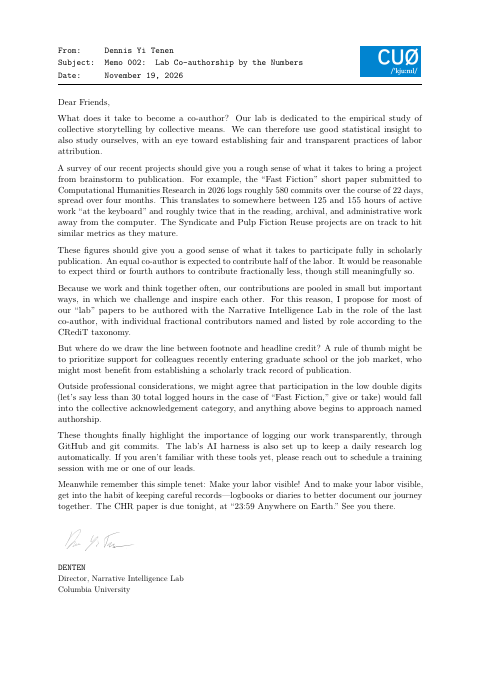 From: Dennis Yi Tenen
Subject: Memo 002: Lab Co-authorship by the Numbers
Date: November 19, 2026
CUØ
/ˈkjuːml/
Dear Friends,
What does it take to become a co-author? Our lab is dedicated to the empirical study of
collective storytelling by collective means. We can therefore use good statistical insight to
also study ourselves, with an eye toward establishing fair and transparent practices of labor
attribution.
A survey of our recent projects should give you a rough sense of what it takes to bring a project
from brainstorm to publication. For example, the “Fast Fiction” short paper submitted to
Computational Humanities Research in 2026 logs roughly 580 commits over the course of 22 days,
spread over four months. This translates to somewhere between 125 and 155 hours of active
work “at the keyboard” and roughly twice that in the reading, archival, and administrative work
away from the computer. The Syndicate and Pulp Fiction Reuse projects are on track to hit
similar metrics as they mature.
These figures should give you a good sense of what it takes to participate fully in scholarly
publication. An equal co-author is expected to contribute half of the labor. It would be reasonable
to expect third or fourth authors to contribute fractionally less, though still meaningfully so.
Because we work and think together often, our contributions are pooled in small but important
ways, in which we challenge and inspire each other. For this reason, I propose for most of
our “lab” papers to be authored with the Narrative Intelligence Lab in the role of the last
co-author, with individual fractional contributors named and listed by role according to the
CRediT taxonomy.
But where do we draw the line between footnote and headline credit? A rule of thumb might be
to prioritize support for colleagues recently entering graduate school or the job market, who
might most benefit from establishing a scholarly track record of publication.
Outside professional considerations, we might agree that participation in the low double digits
(let’s say less than 30 total logged hours in the case of “Fast Fiction,” give or take) would fall
into the collective acknowledgement category, and anything above begins to approach named
authorship.
These thoughts finally highlight the importance of logging our work transparently, through
GitHub and git commits. The lab’s AI harness is also set up to keep a daily research log
automatically. If you aren’t familiar with these tools yet, please reach out to schedule a training
session with me or one of our leads.
Meanwhile remember this simple tenet: Make your labor visible! And to make your labor visible,
get into the habit of keeping careful records—logbooks or diaries to better document our journey
together. The CHR paper is due tonight, at “23:59 Anywhere on Earth.” See you there.
DENTEN
Director, Narrative Intelligence Lab
Columbia University